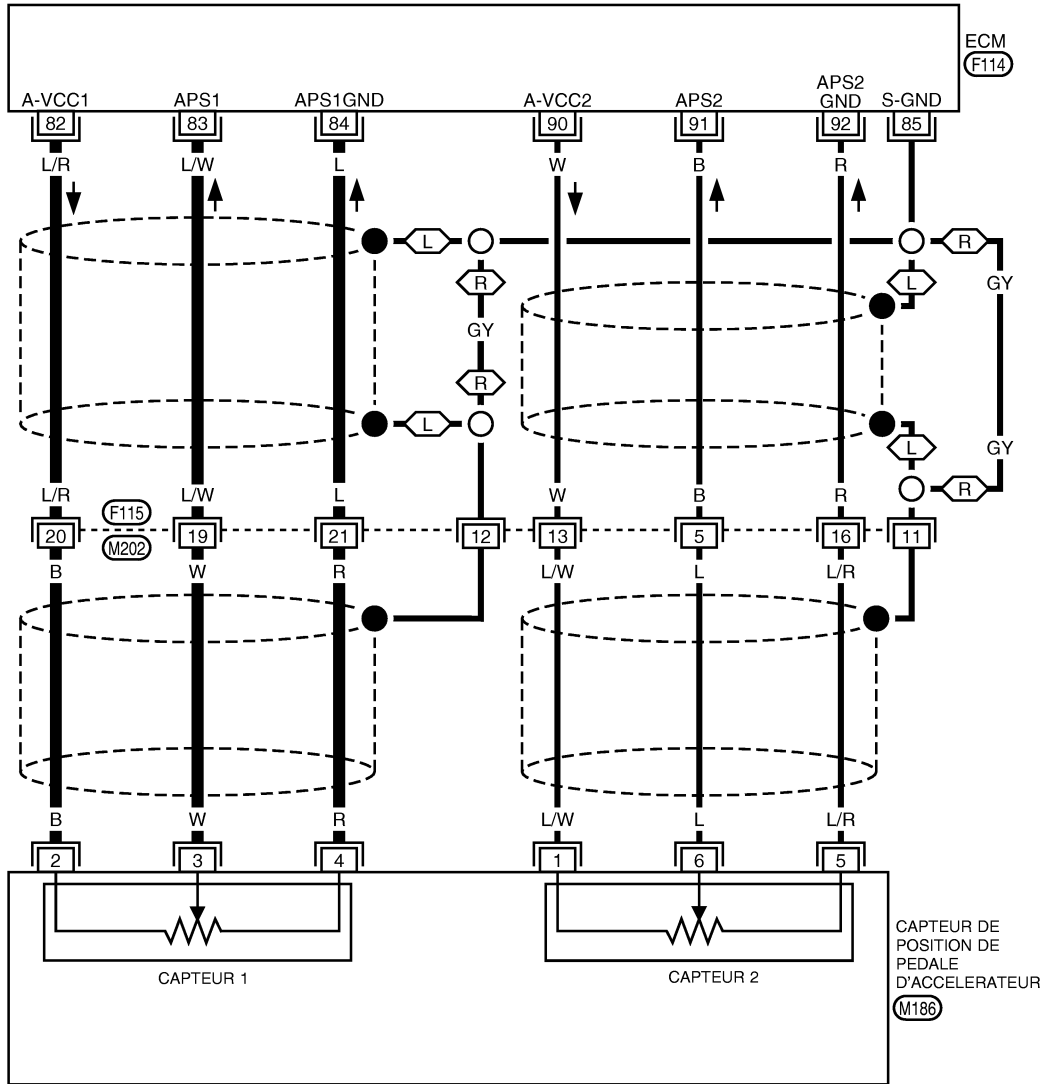 ECM
F114
A-VCC1 APS1 APS1GND A-VCC2 APS2 APS2 GND S-GND
82 83 84 90 91 92 85
L/R L/W L W B R
L R
R L GY
GY
R
L L GY
L/R L/W L W B R R
F115
20 19 21 12 13 5 16 11
M202
B W R L/W L L/R
B W R L/W L L/R
2 3 4 1 6 5
CAPTEUR 1 CAPTEUR 2
CAPTEUR DE
POSITION DE
PEDALE
D'ACCELERATEUR
M186